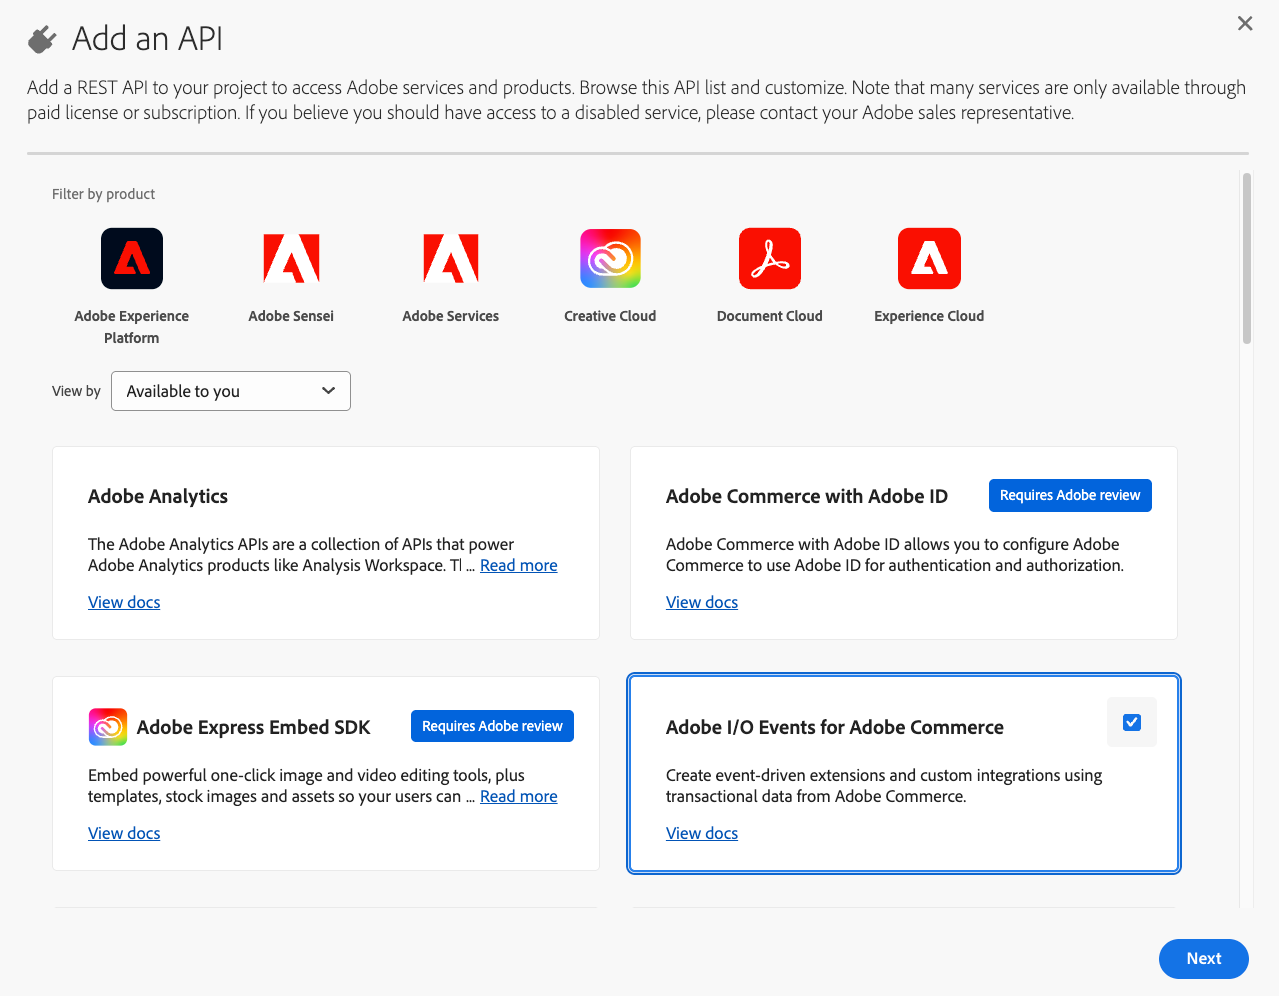 Add an API
Add a REST API to your project to access Adobe services and products. Browse this API list and customize. Note that many services are only available through
paid license or subscription. If you believe you should have access to a disabled service, please contact your Adobe sales representative.
Filter by product
Adobe Experience
Platform
Adobe Sensei
Adobe Services
Creative Cloud
Document Cloud
Experience Cloud
View by
Available to you
Adobe Analytics
The Adobe Analytics APIs are a collection of APIs that power
Adobe Analytics products like Analysis Workspace. Tl ... Read more
View docs
Adobe Commerce with Adobe ID
Requires Adobe review
Adobe Commerce with Adobe ID allows you to configure Adobe
Commerce to use Adobe ID for authentication and authorization.
View docs
Adobe Express Embed SDK
Requires Adobe review
Embed powerful one-click image and video editing tools, plus
templates, stock images and assets so your users can ... Read more
View docs
Adobe I/O Events for Adobe Commerce
Create event-driven extensions and custom integrations using
transactional data from Adobe Commerce.
View docs
Next